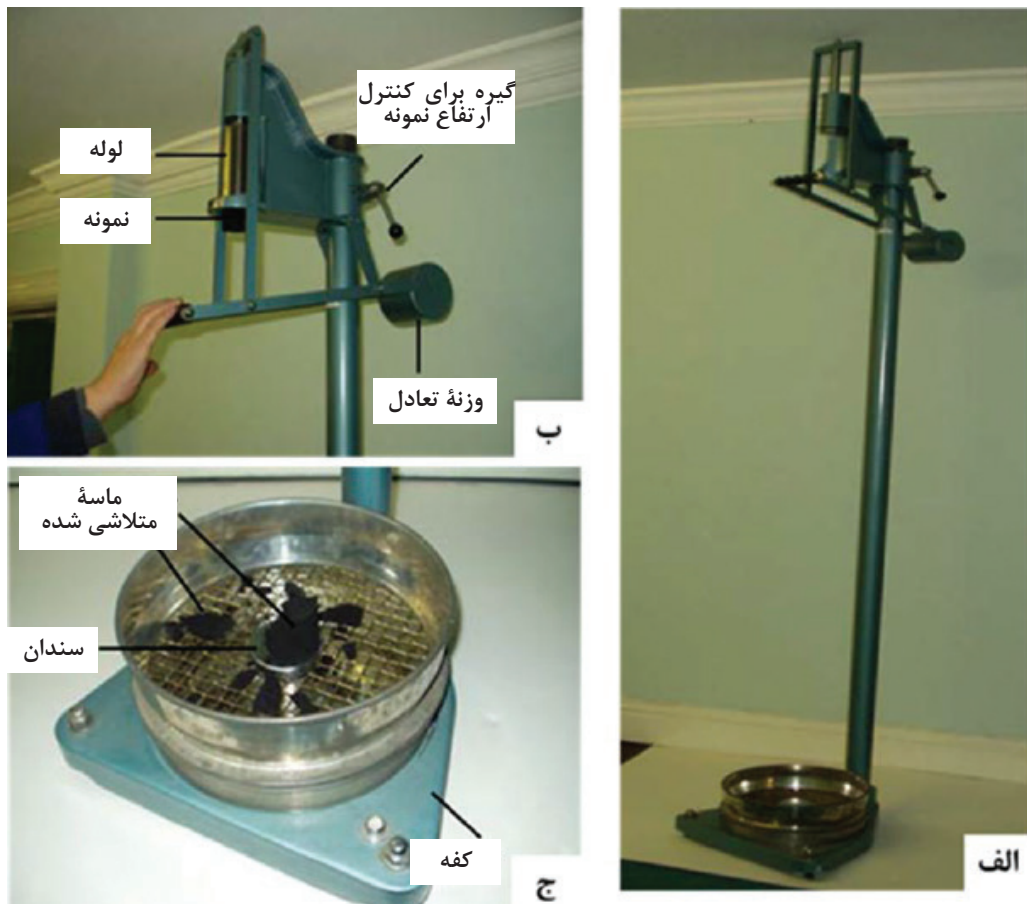 گیره برای کنترل
ارتفاع نمونه
لوله
نمونه
وزنهٔ تعادل
ب
ماسهٔ
متلاشی شده
سندان
کفه
ج
الف